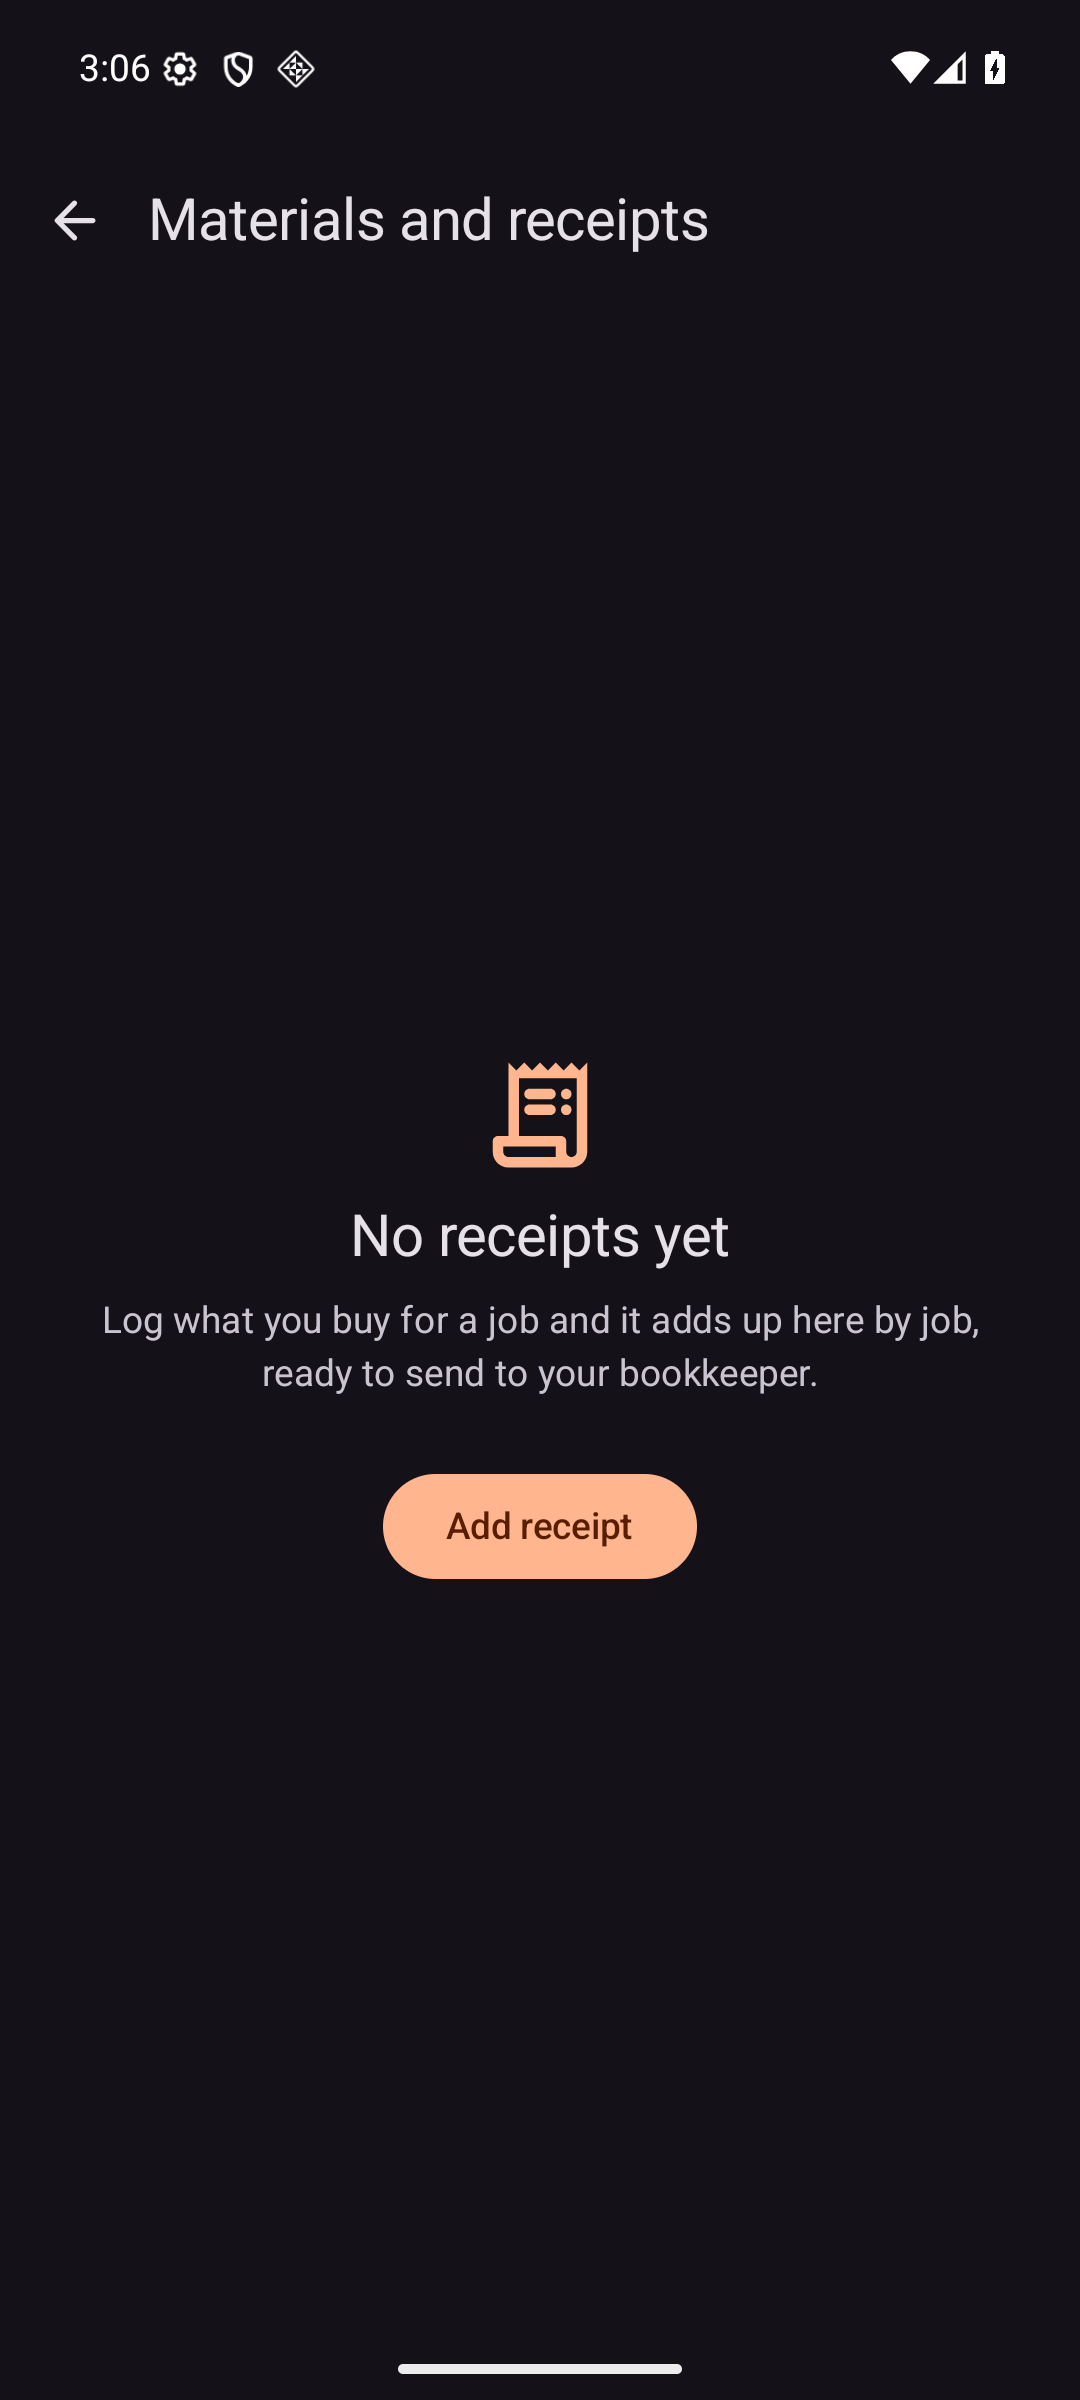 3:06
Materials and receipts
No receipts yet
Log what you buy for a job and it adds up here by job,
ready to send to your bookkeeper.
Add receipt